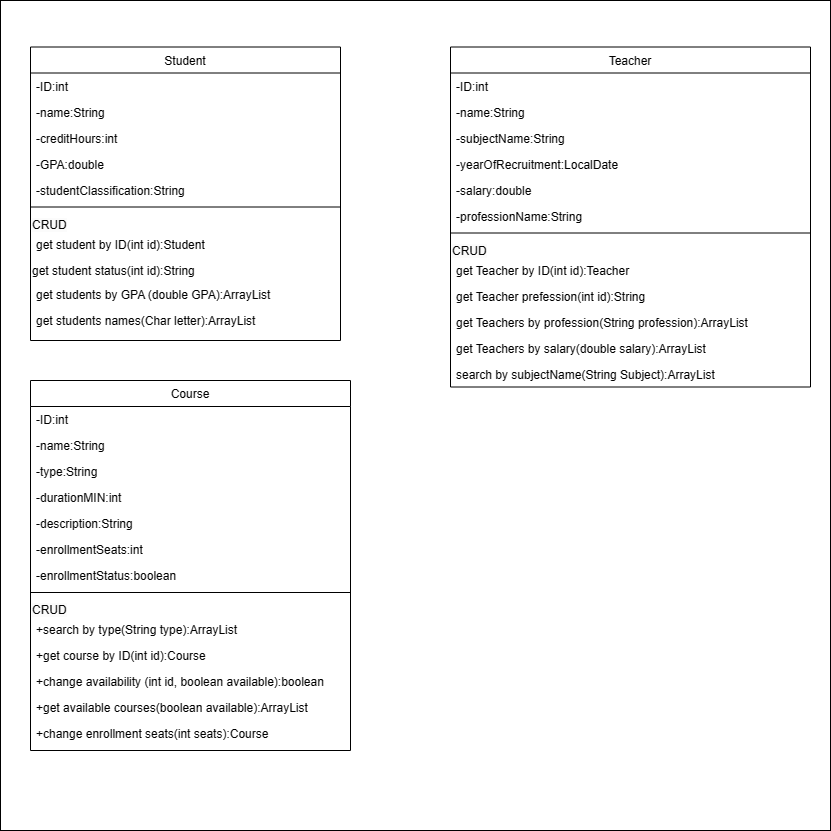 Student
-ID:int
-name:String
-creditHours:int
-GPA:double
-studentClassification:String
CRUD
get student by ID(int id):Student
get student status(int id):String
get students by GPA (double GPA):ArrayList
get students names(Char letter):ArrayList
Teacher
-ID:int
-name:String
-subjectName:String
-yearOfRecruitment:LocalDate
-salary:double
-professionName:String
CRUD
get Teacher by ID(int id):Teacher
get Teacher prefession(int id):String
get Teachers by profession(String profession):ArrayList
get Teachers by salary(double salary):ArrayList
search by subjectName(String Subject):ArrayList
Course
-ID:int
-name:String
-type:String
-durationMIN:int
-description:String
-enrollmentSeats:int
-enrollmentStatus:boolean
CRUD
+search by type(String type):ArrayList
+get course by ID(int id):Course
+change availability (int id, boolean available):boolean
+get available courses(boolean available):ArrayList
+change enrollment seats(int seats):Course